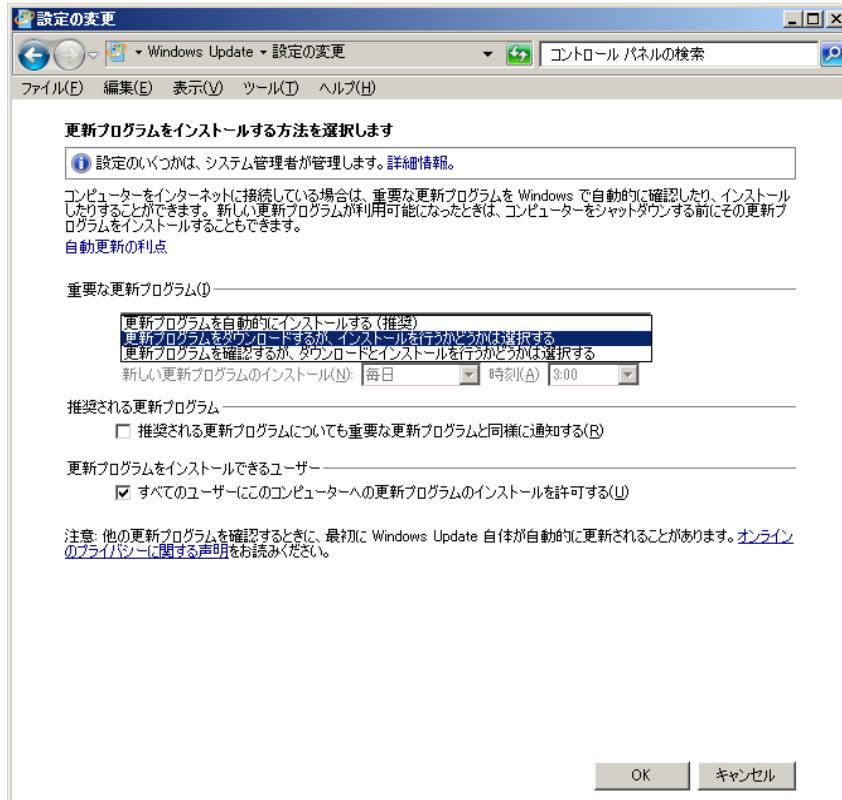 設定の変更
Windows Update 設定の変更 コントロール パネルの検索
ファイル(F) 編集(E) 表示(V) ツール(T) ヘルプ(H)
更新プログラムをインストールする方法を選択します
設定のいくつかは、システム管理者が管理します。詳細情報。
コンピューターをインターネットに接続している場合は、重要な更新プログラムを Windows で自動的に確認したり、インストール
したりすることができます。新しい更新プログラムが利用可能になったときは、コンピューターをシャットダウンする前にその更新プ
ログラムをインストールすることもできます。
自動更新の利点
重要な更新プログラム(I)
更新プログラムを自動的にインストールする (推奨)
更新プログラムをダウンロードするが、インストールを行うかどうかは選択する
更新プログラムを確認するが、ダウンロードとインストールを行うかどうかは選択する
新しい更新プログラムのインストール(N): 毎日 時刻(A) 3:00
推奨される更新プログラム
推奨される更新プログラムについても重要な更新プログラムと同様に通知する(R)
更新プログラムをインストールできるユーザー
すべてのユーザーにこのコンピューターへの更新プログラムのインストールを許可する(U)
注意: 他の更新プログラムを確認するときに、最初に Windows Update 自体が自動的に更新されることがあります。オンライン
のプライバシーに関する声明をお読みください。
OK キャンセル